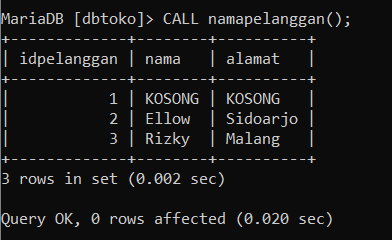 MariaDB [dbtoko]> CALL namapelanggan();
+-------------+--------+----------+
| idpelanggan | nama   | alamat   |
+-------------+--------+----------+
|           1 | KOSONG | KOSONG   |
|           2 | Ellow  | Sidoarjo |
|           3 | Rizky  | Malang   |
+-------------+--------+----------+
3 rows in set (0.002 sec)
Query OK, 0 rows affected (0.020 sec)